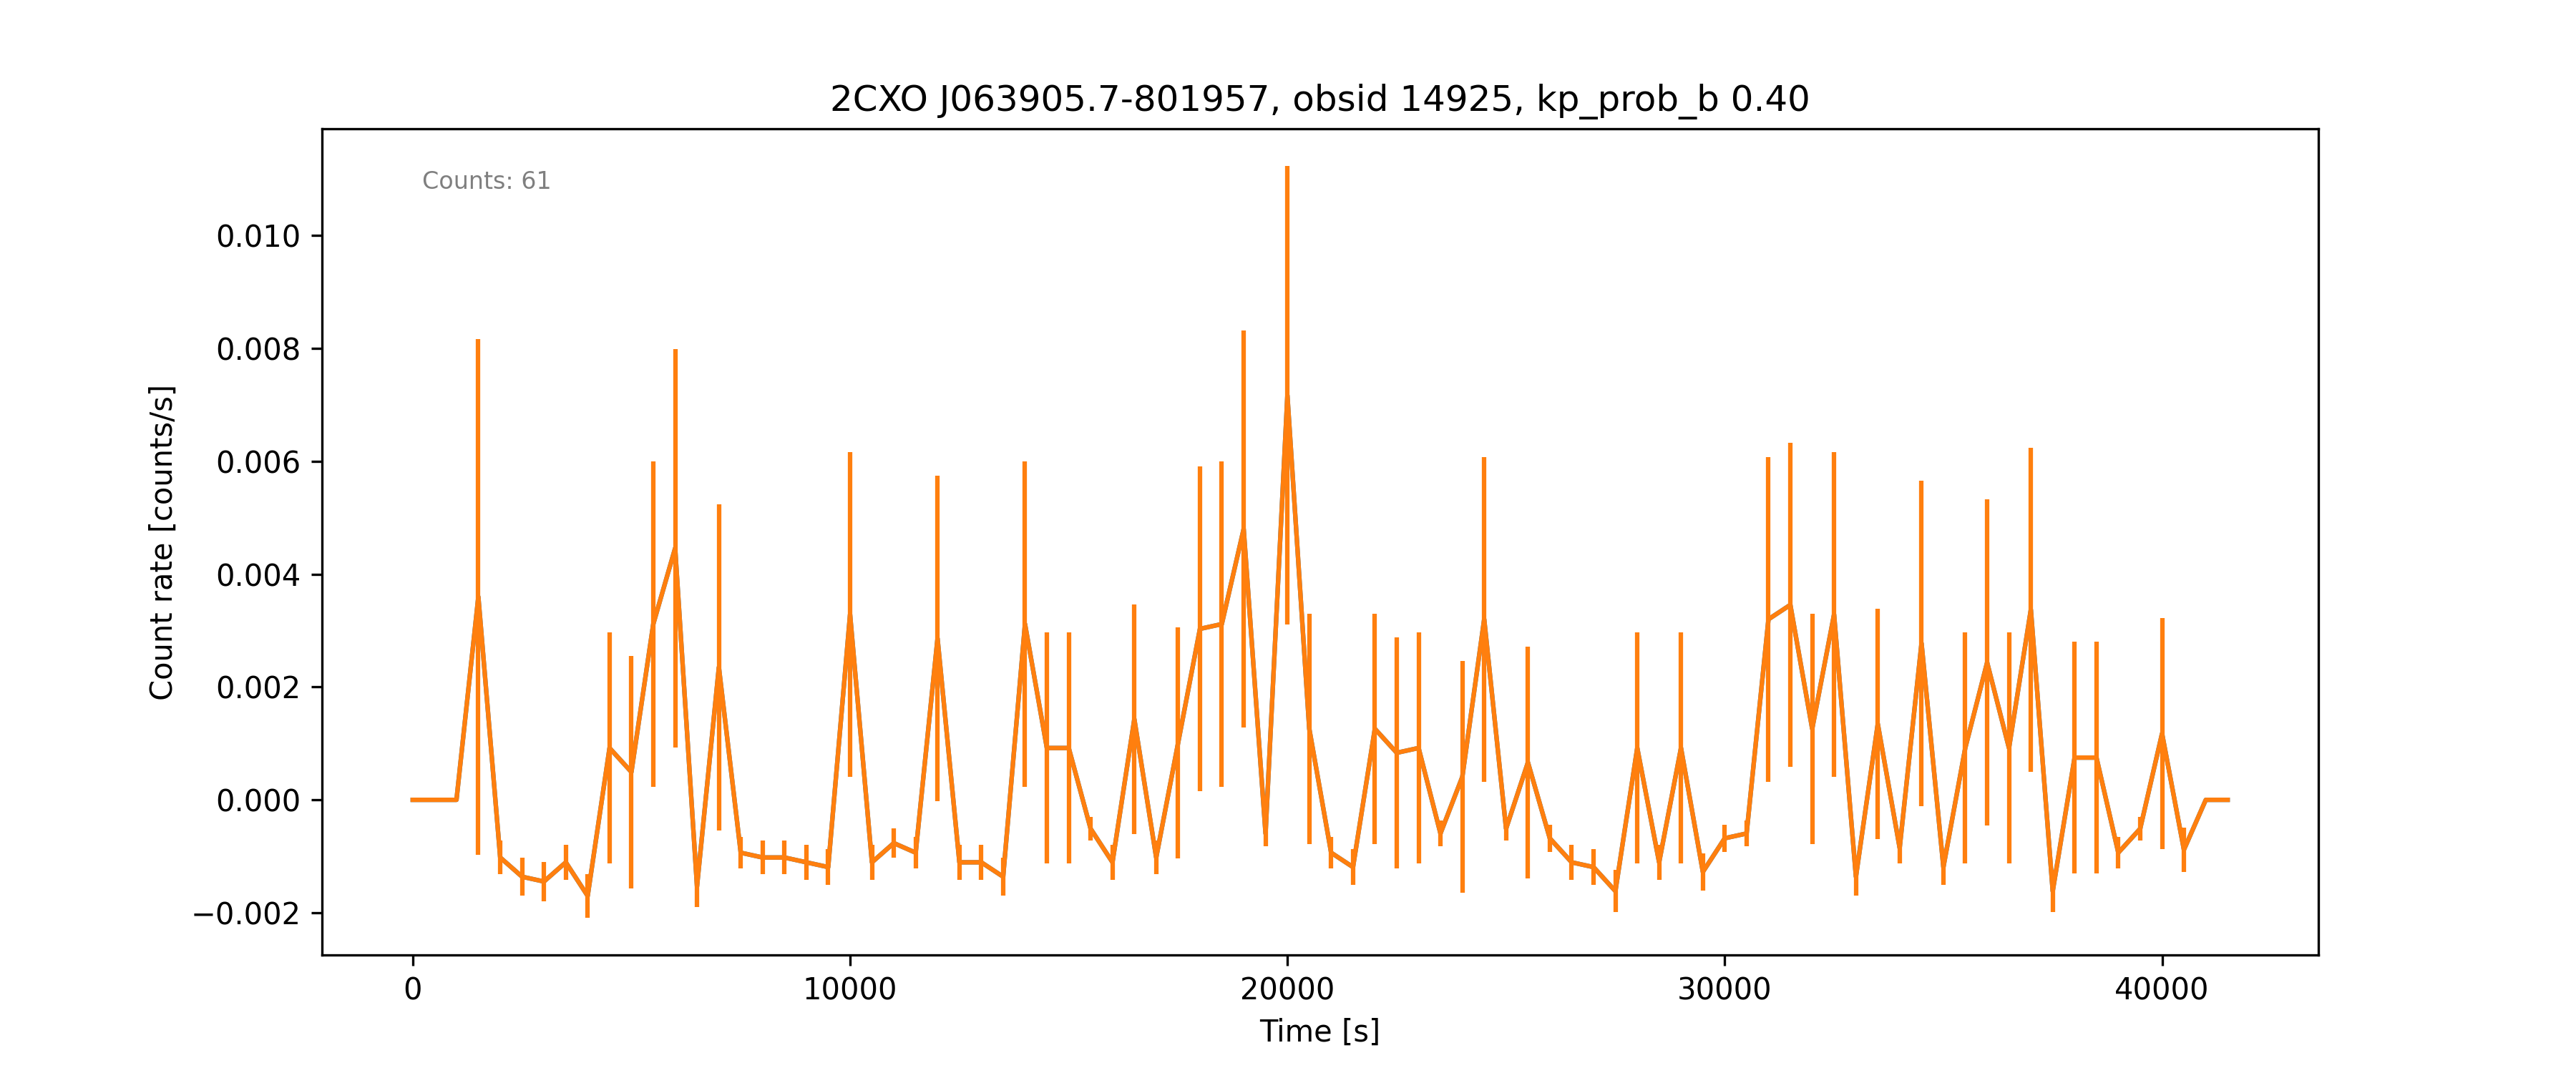 2CXO J063905.7-801957, obsid 14925, kp_prob_b 0.40
Counts: 61
0.010
0.008
0.006
0.004
0.002
0.000
−0.002
Count rate [counts/s]
0 10000 20000 30000 40000
Time [s]